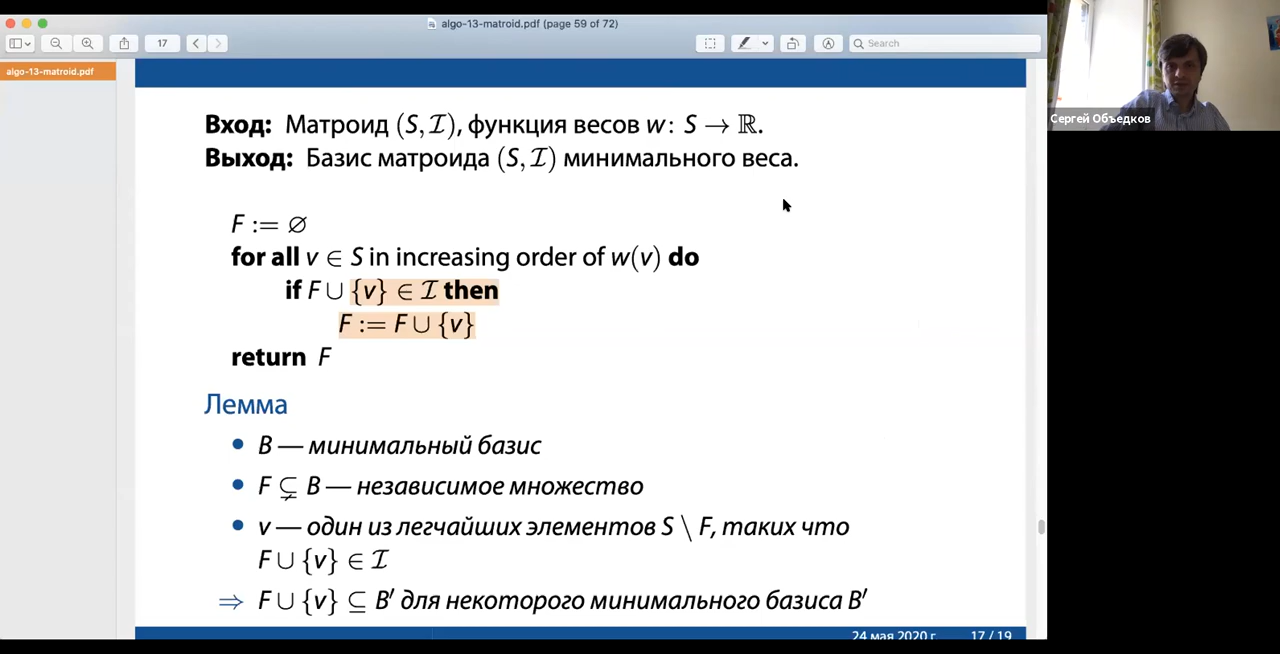 algo-13-matroid.pdf (page 59 of 72)
17
Search
algo-13-matroid.pdf
Сергей Объедков
Вход: Матроид (S, ℐ), функция весов w: S → ℝ.
Выход: Базис матроида (S, ℐ) минимального веса.
F := ∅
for all v ∈ S in increasing order of w(v) do
if F ∪ {v} ∈ ℐ then
F := F ∪ {v}
return F
Лемма
• B — минимальный базис
• F ⊊ B — независимое множество
• v — один из легчайших элементов S \ F, таких что
F ∪ {v} ∈ ℐ
⇒ F ∪ {v} ⊆ B′ для некоторого минимального базиса B′
24 мая 2020 г. 17 / 19